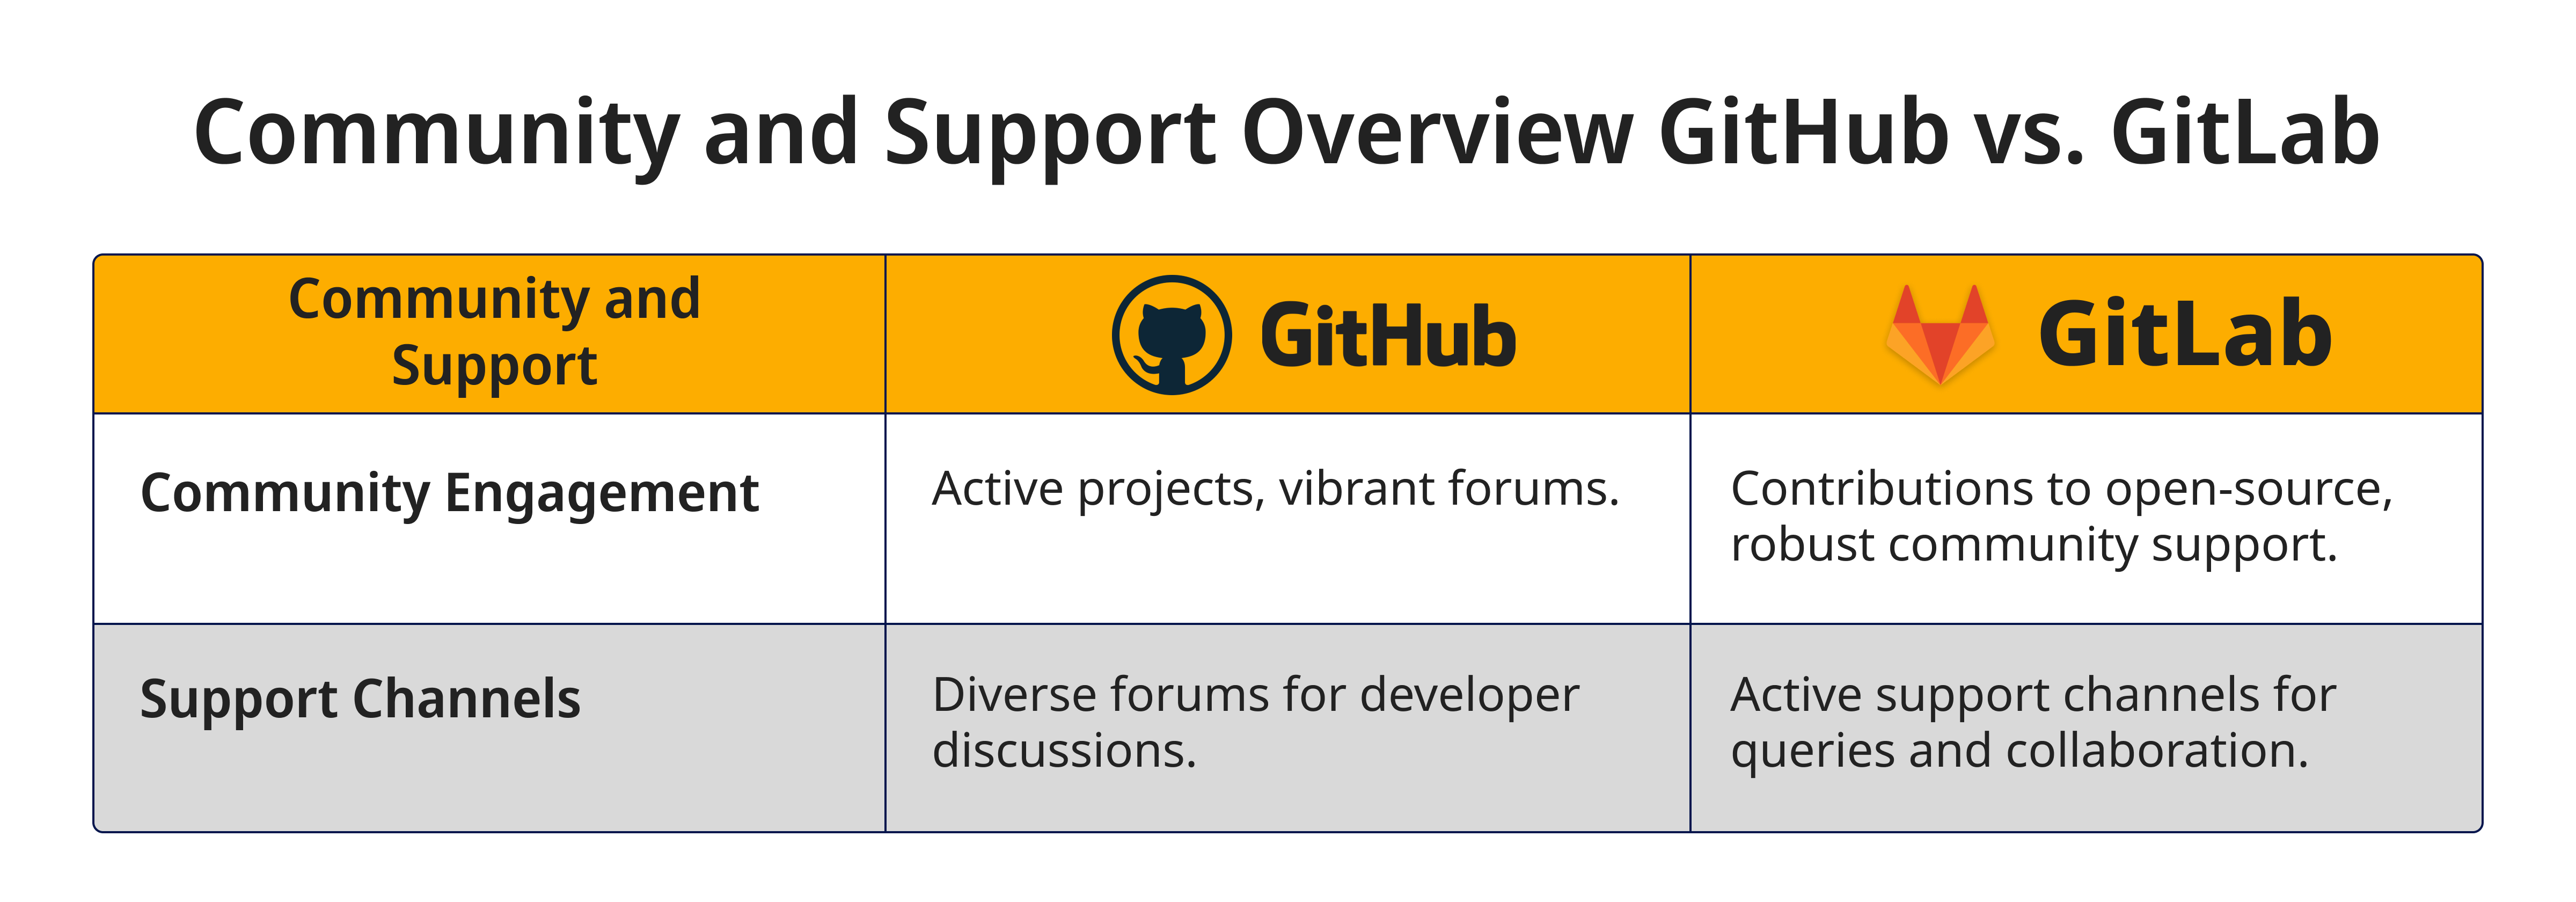 Community and Support Overview GitHub vs. GitLab
Community and
Support
GitHub
GitLab
Community Engagement
Active projects, vibrant forums.
Contributions to open-source,
robust community support.
Support Channels
Diverse forums for developer
discussions.
Active support channels for
queries and collaboration.